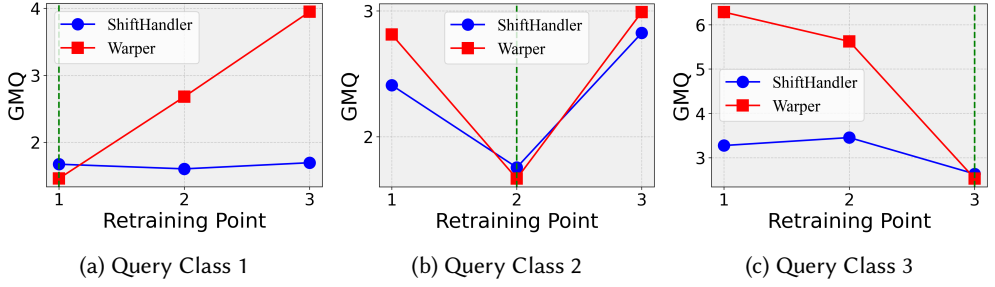 4
3
2
GMQ
ShiftHandler
Warper
1 2 3
Retraining Point
(a) Query Class 1
3
2
GMQ
ShiftHandler
Warper
1 2 3
Retraining Point
(b) Query Class 2
6
5
4
3
GMQ
ShiftHandler
Warper
1 2 3
Retraining Point
(c) Query Class 3